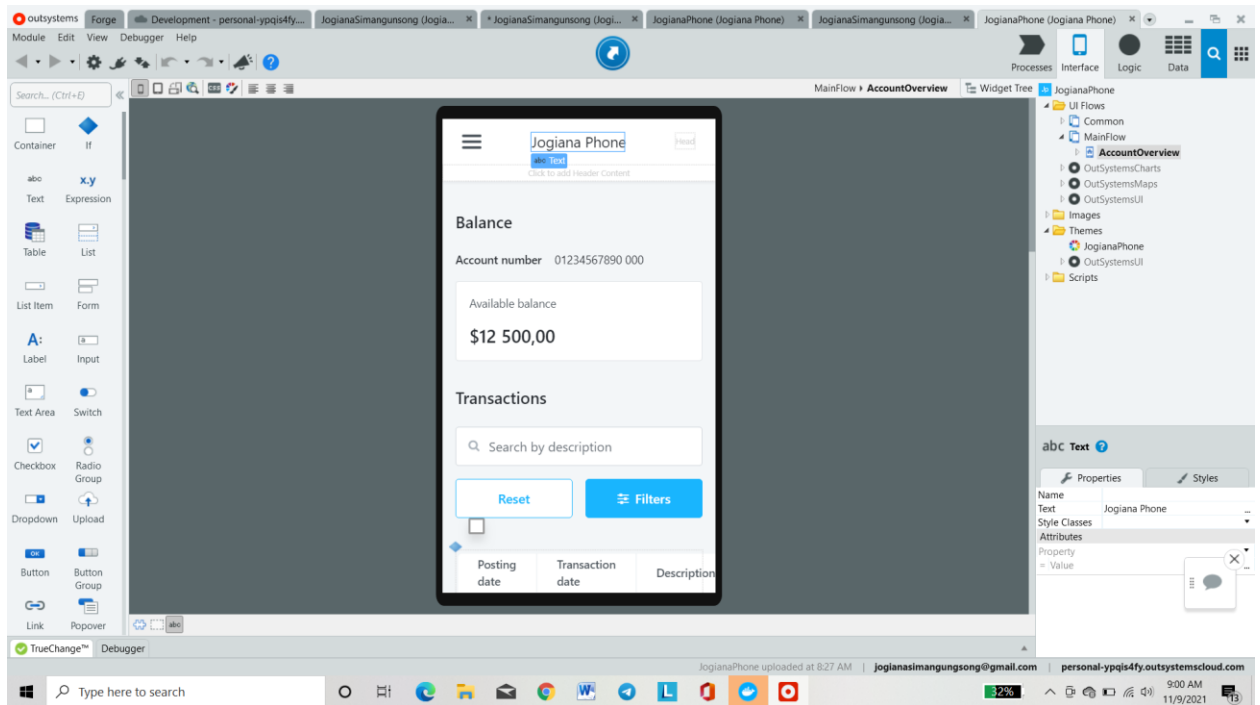 outsystems Forge Development - personal-ypqis4fy.... JogianaSimangunsong (Jogia... * JogianaSimangunsong (Jogi... JogianaPhone (Jogiana Phone) JogianaSimangunsong (Jogia... JogianaPhone (Jogiana Phone)
Module Edit View Debugger Help
Processes Interface Logic Data
Search... (Ctrl+E)
MainFlow AccountOverview Widget Tree
Container If
abc Text x.y Expression
Table List
List Item Form
A: Label Input
Text Area Switch
Checkbox Radio Group
Dropdown Upload
OK
Button Button Group
Link Popover
Jogiana Phone
Head
abc Text
Click to add Header Content
Balance
Account number 01234567890 000
Available balance
$12 500,00
Transactions
Search by description
Reset Filters
Posting date Transaction date Description
JogianaPhone
UI Flows
Common
MainFlow
AccountOverview
OutSystemsCharts
OutSystemsMaps
OutSystemsUI
Images
Themes
JogianaPhone
OutSystemsUI
Scripts
abc Text
Properties Styles
Name
Text Jogiana Phone ...
Style Classes
Attributes
Property
= Value
abc
TrueChange™ Debugger
JogianaPhone uploaded at 8:27 AM | jogianasimangungsong@gmail.com | personal-ypqis4fy.outsystemscloud.com
Type here to search
32%
9:00 AM
11/9/2021
13